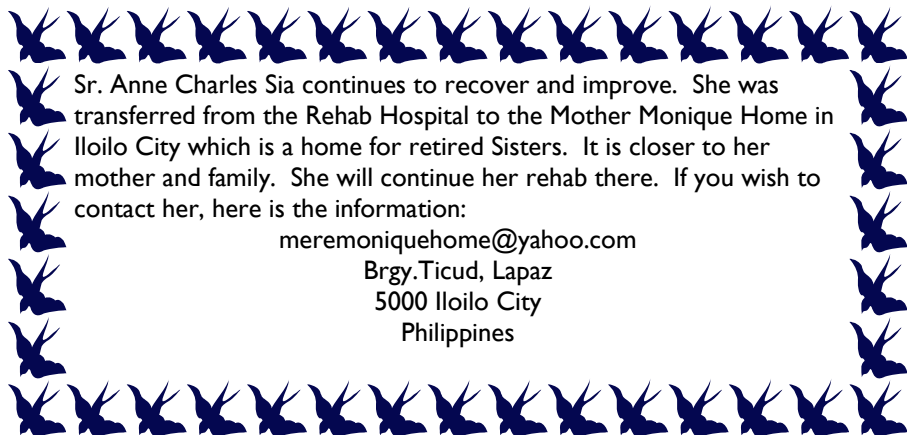 Sr. Anne Charles Sia continues to recover and improve.  She was
transferred from the Rehab Hospital to the Mother Monique Home in
Iloilo City which is a home for retired Sisters.  It is closer to her
mother and family.  She will continue her rehab there.  If you wish to
contact her, here is the information:
meremoniquehome@yahoo.com
Brgy.Ticud, Lapaz
5000 Iloilo City
Philippines